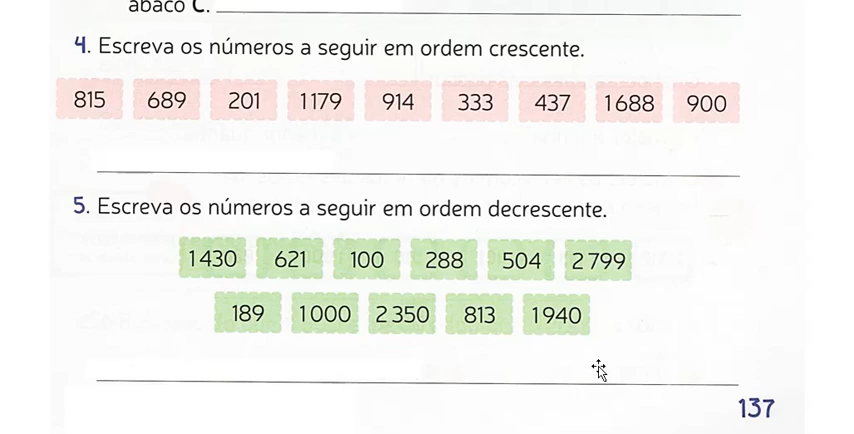 ábaco C.
4. Escreva os números a seguir em ordem crescente.
815 689 201 1179 914 333 437 1688 900
5. Escreva os números a seguir em ordem decrescente.
1430 621 100 288 504 2799
189 1000 2350 813 1940
137